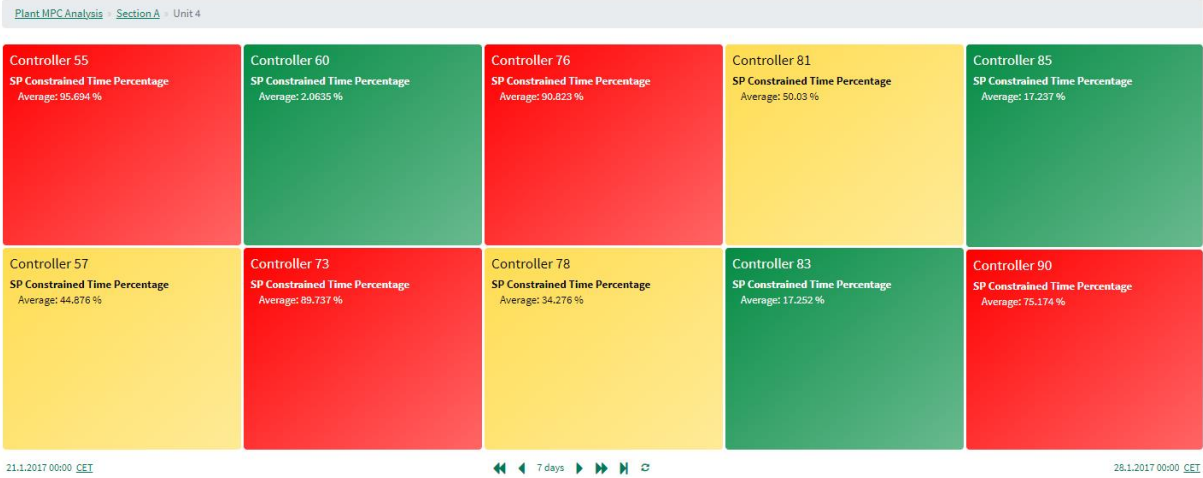 Plant MPC Analysis » Section A » Unit 4
Controller 55
SP Constrained Time Percentage
Average: 95.694 %
Controller 60
SP Constrained Time Percentage
Average: 2.0635 %
Controller 76
SP Constrained Time Percentage
Average: 90.823 %
Controller 81
SP Constrained Time Percentage
Average: 50.03 %
Controller 85
SP Constrained Time Percentage
Average: 17.237 %
Controller 57
SP Constrained Time Percentage
Average: 44.876 %
Controller 73
SP Constrained Time Percentage
Average: 89.737 %
Controller 78
SP Constrained Time Percentage
Average: 34.276 %
Controller 83
SP Constrained Time Percentage
Average: 17.252 %
Controller 90
SP Constrained Time Percentage
Average: 75.174 %
21.1.2017 00:00 CET
7 days
28.1.2017 00:00 CET